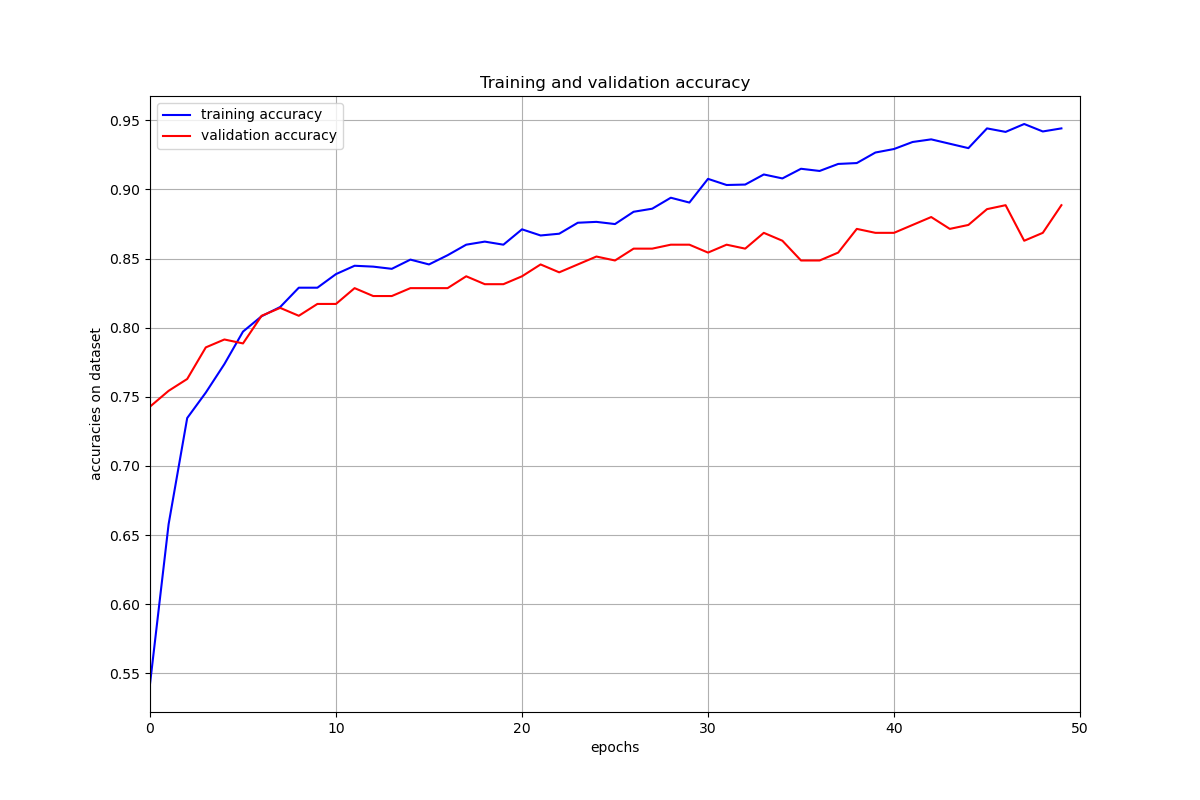 Training and validation accuracy
training accuracy
validation accuracy
0.95
0.90
0.85
0.80
0.75
0.70
0.65
0.60
0.55
accuracies on dataset
0 10 20 30 40 50
epochs